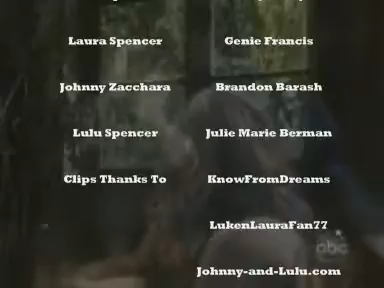 Laura Spencer Genie Francis
Johnny Zacchara Brandon Barash
Lulu Spencer Julie Marie Berman
Clips Thanks To KnowFromDreams
LukenLauraFan77
abc
Johnny-and-Lulu.com